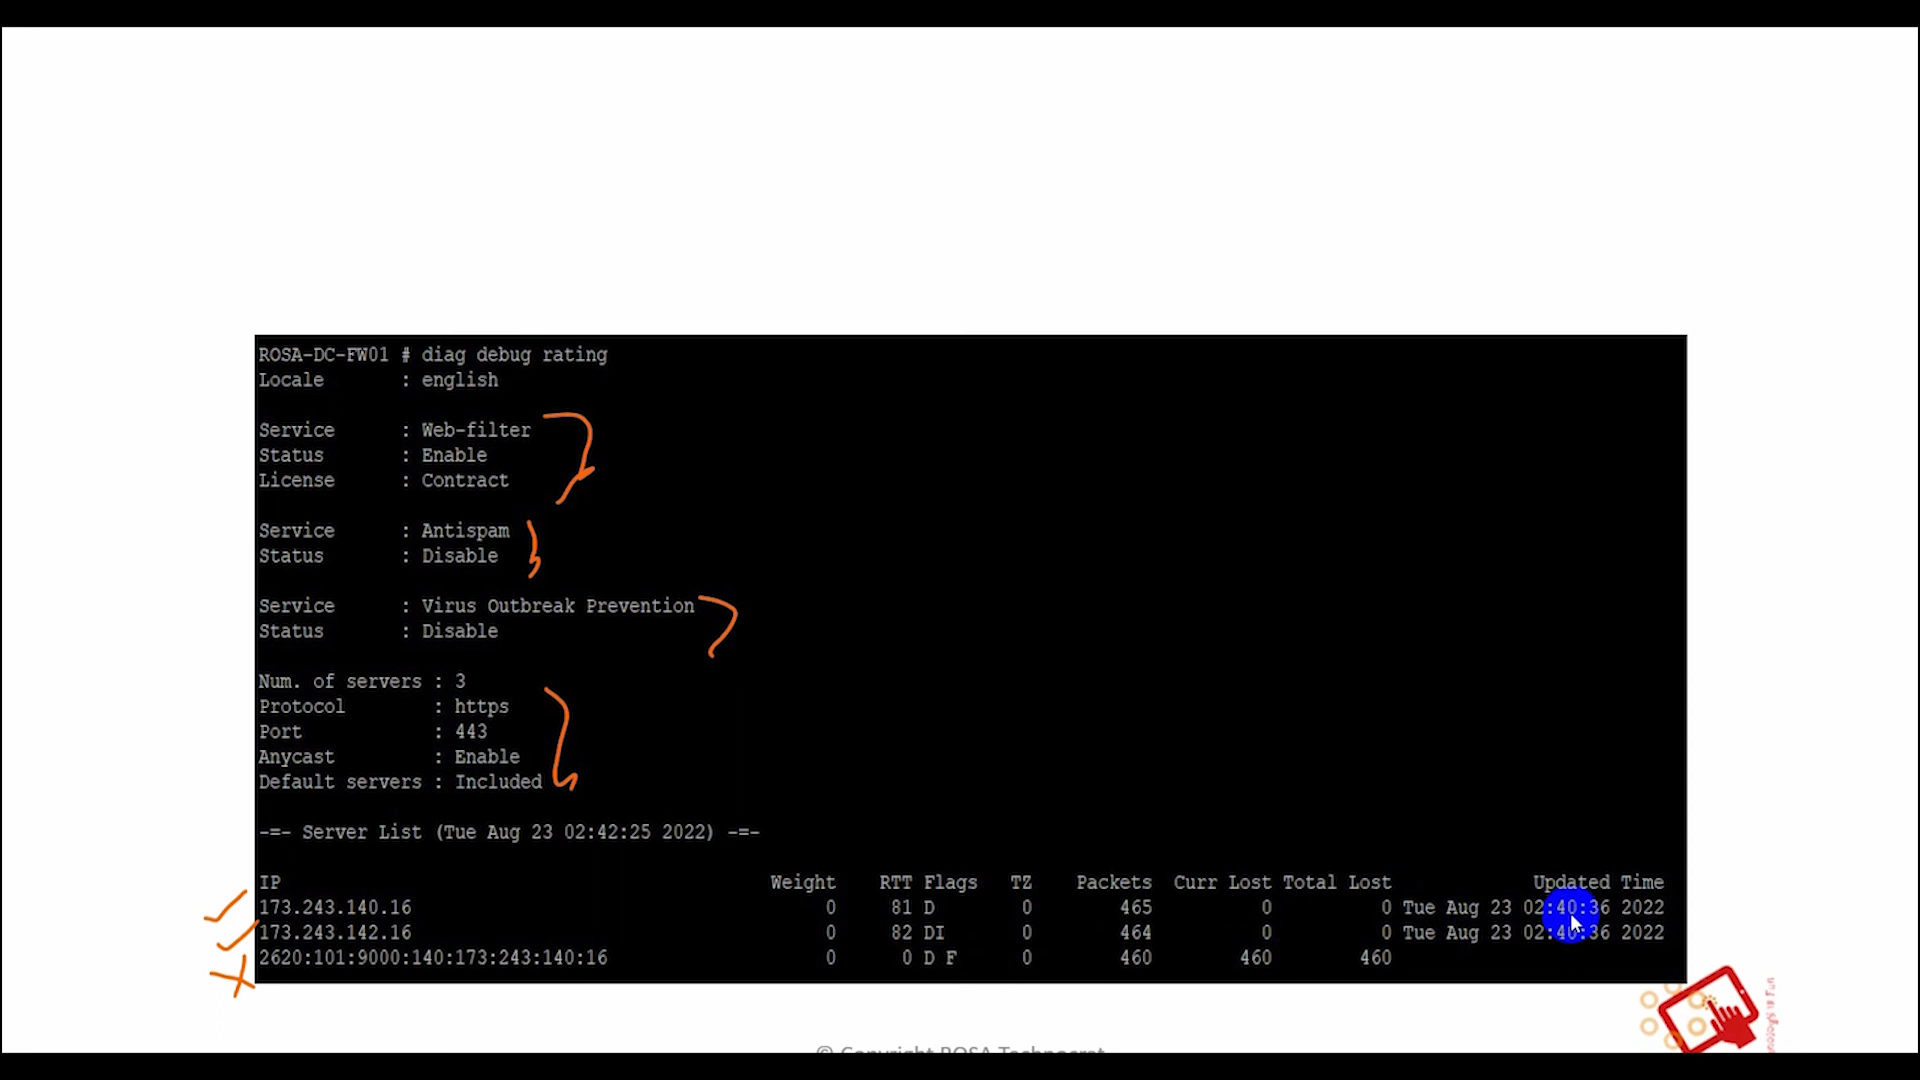 ROSA-DC-FW01 # diag debug rating
Locale : english
Service : Web-filter
Status : Enable
License : Contract
Service : Antispam
Status : Disable
Service : Virus Outbreak Prevention
Status : Disable
Num. of servers : 3
Protocol : https
Port : 443
Anycast : Enable
Default servers : Included
-=- Server List (Tue Aug 23 02:42:25 2022) -=-
IP Weight RTT Flags TZ Packets Curr Lost Total Lost Updated Time
173.243.140.16 0 81 D 0 465 0 0 Tue Aug 23 02:40:36 2022
173.243.142.16 0 82 DI 0 464 0 0 Tue Aug 23 02:40:36 2022
2620:101:9000:140:173:243:140:16 0 0 D F 0 460 460 460
© Copyright ROSA Technocrat